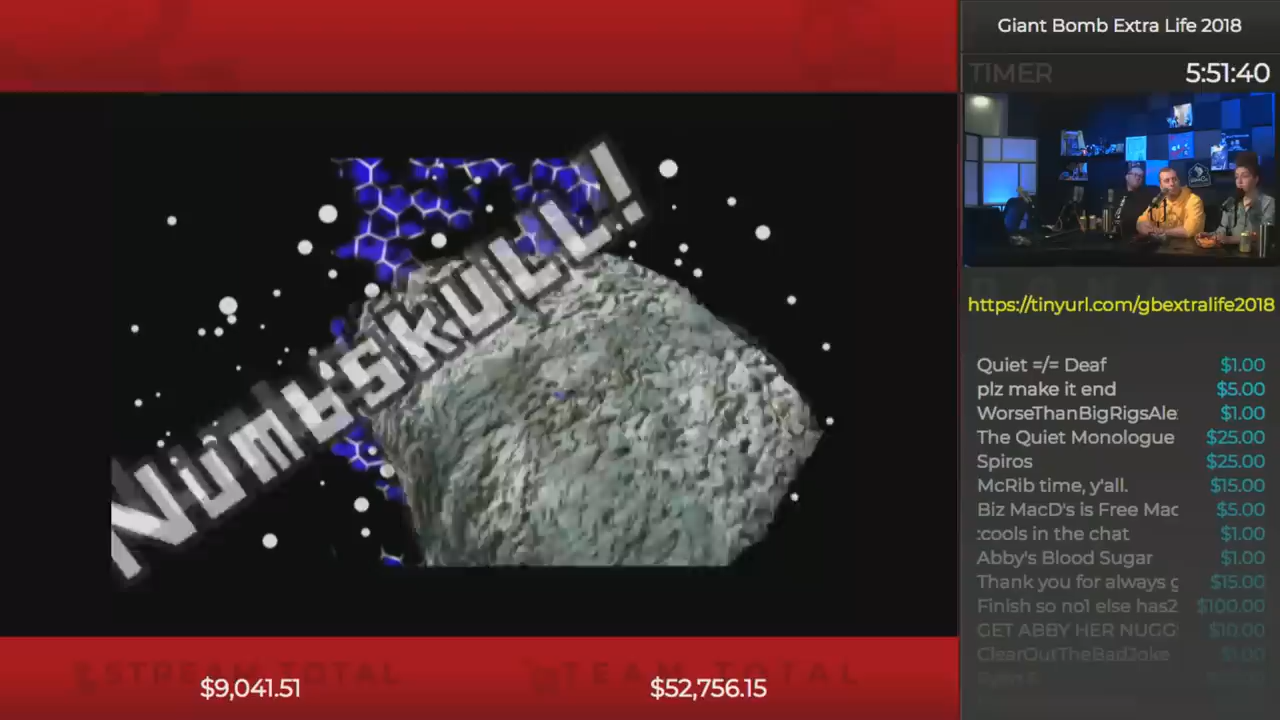 Giant Bomb Extra Life 2018
TIMER
5:51:40
Numbskull!
https://tinyurl.com/gbextralife2018
Quiet =/= Deaf $1.00
plz make it end $5.00
WorseThanBigRigsAle $1.00
The Quiet Monologue $25.00
Spiros $25.00
McRib time, y'all. $15.00
Biz MacD's is Free Mac $5.00
:cools in the chat $1.00
Abby's Blood Sugar $1.00
Thank you for always g $15.00
Finish so no1 else has2 $100.00
GET ABBY HER NUGG $10.00
ClearOutTheBadJoke $1.00
STREAM TOTAL
TEAM TOTAL
$9,041.51
$52,756.15